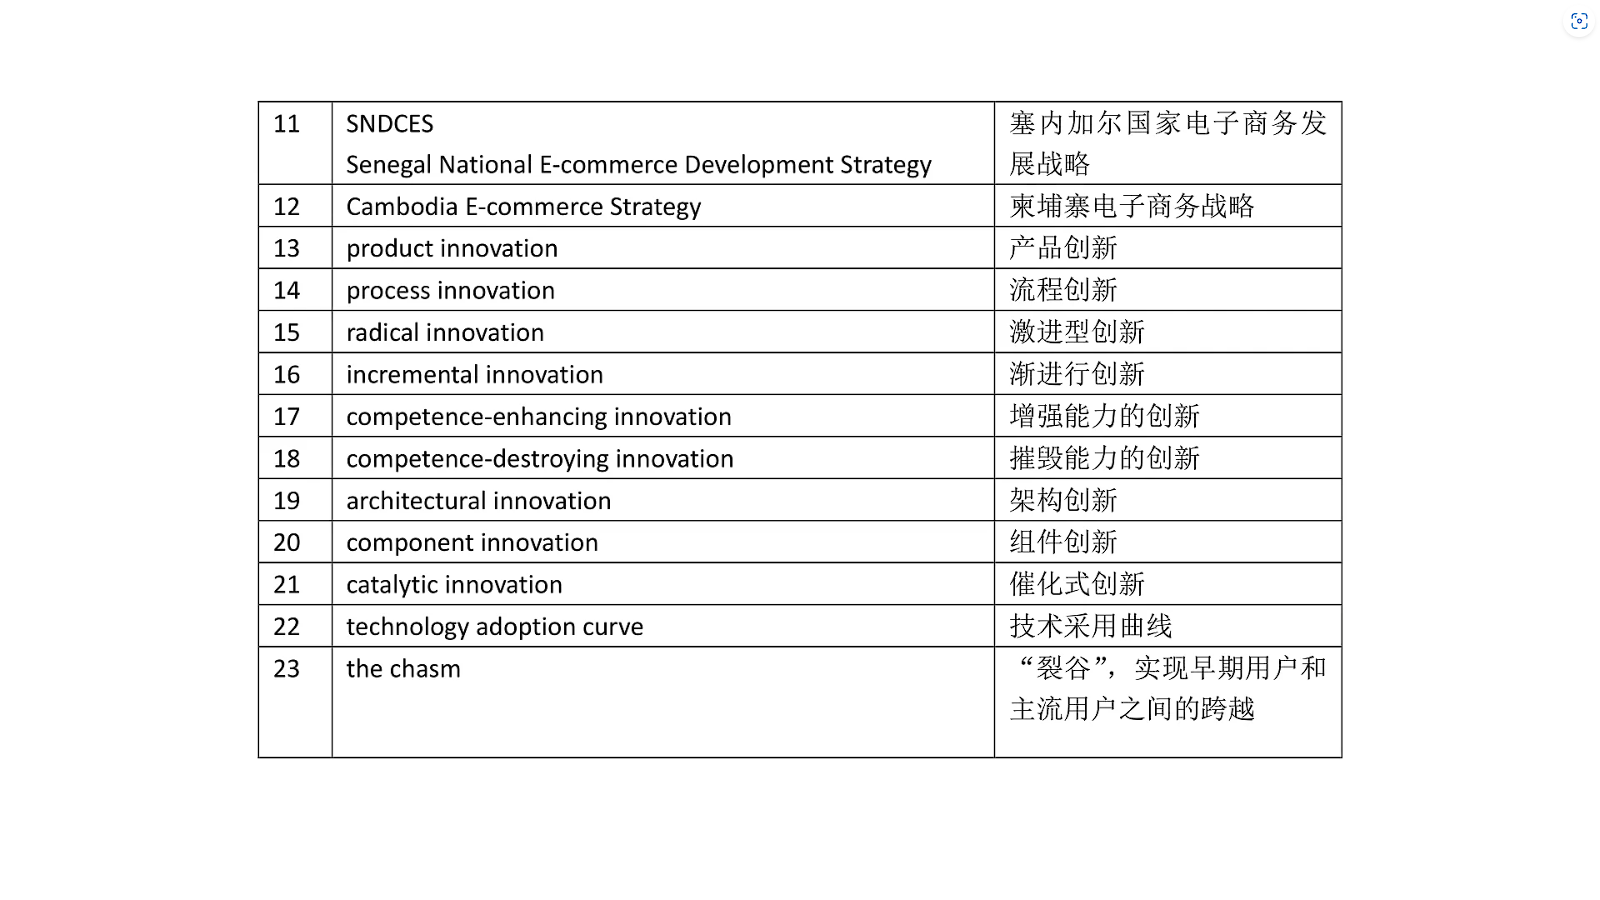 11 SNDCES 塞内加尔国家电子商务发
Senegal National E-commerce Development Strategy 展战略
12 Cambodia E-commerce Strategy 柬埔寨电子商务战略
13 product innovation 产品创新
14 process innovation 流程创新
15 radical innovation 激进型创新
16 incremental innovation 渐进行创新
17 competence-enhancing innovation 增强能力的创新
18 competence-destroying innovation 摧毁能力的创新
19 architectural innovation 架构创新
20 component innovation 组件创新
21 catalytic innovation 催化式创新
22 technology adoption curve 技术采用曲线
23 the chasm “裂谷”，实现早期用户和
主流用户之间的跨越